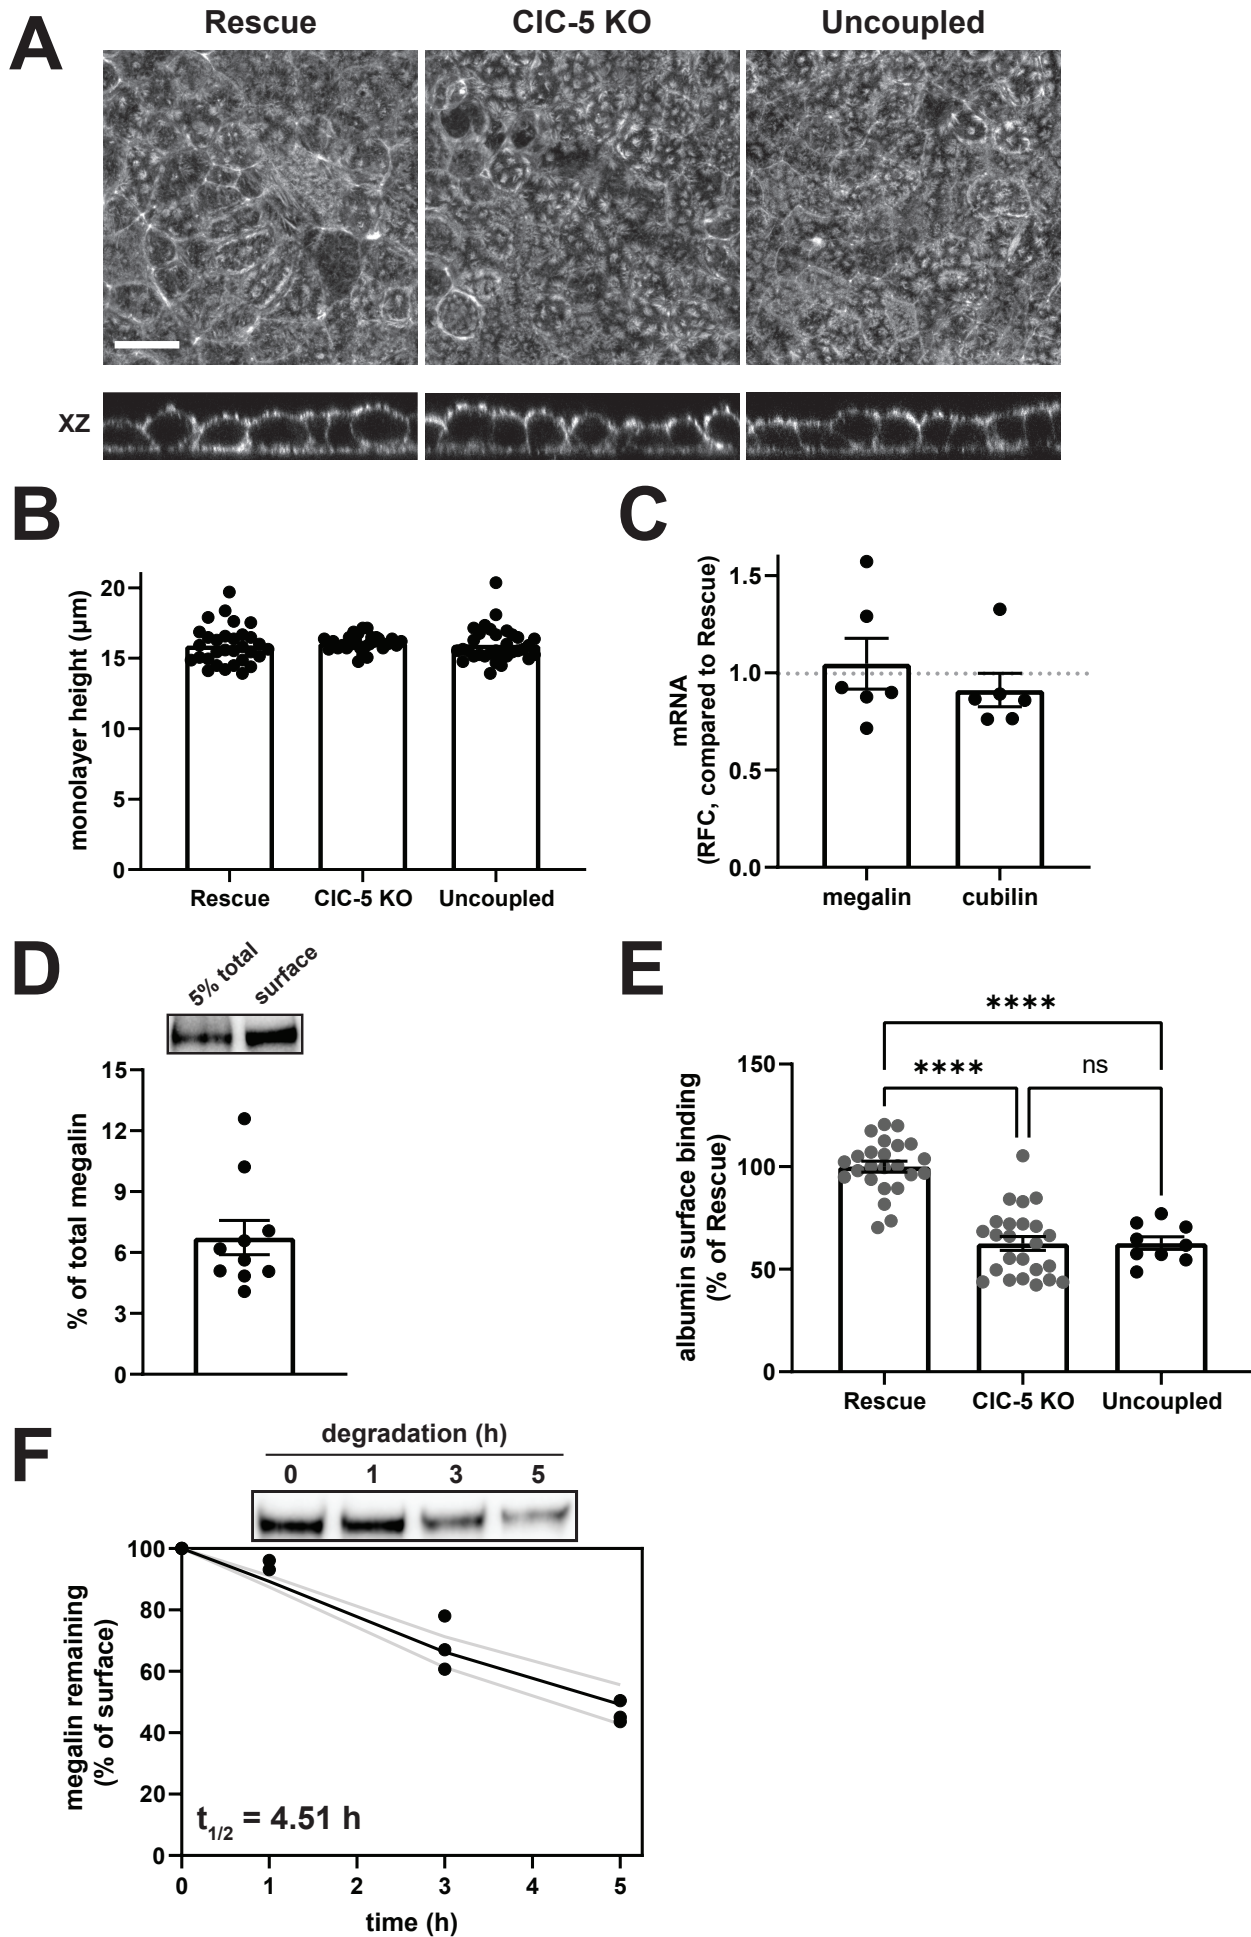 A
Rescue
ClC-5 KO
Uncoupled
XZ
B
monolayer height (µm)
20
15
10
5
0
Rescue
ClC-5 KO
Uncoupled
C
mRNA
(RFC, compared to Rescue)
1.5
1.0
0.5
0.0
megalin
cubilin
D
5% total
surface
% of total megalin
15
12
9
6
3
0
E
albumin surface binding
(% of Rescue)
****
****
ns
150
100
50
0
Rescue
ClC-5 KO
Uncoupled
F
degradation (h)
0 1 3 5
megalin remaining
(% of surface)
100
80
60
40
20
0
t1/2 = 4.51 h
0 1 2 3 4 5
time (h)